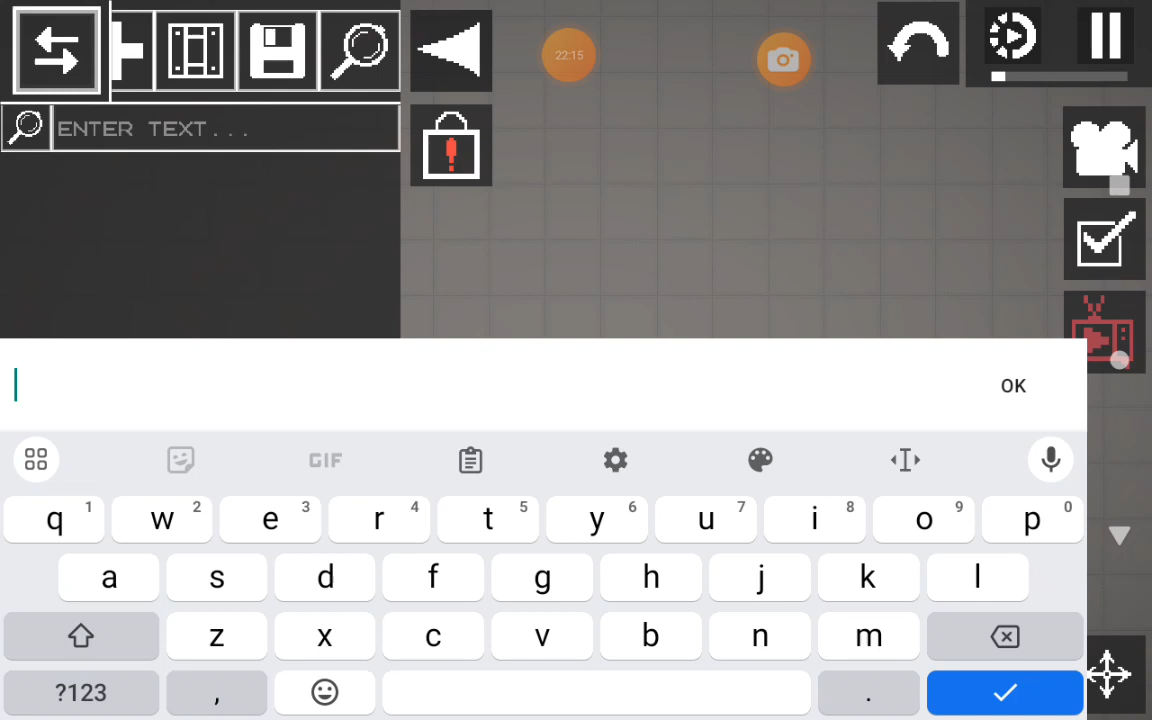 22:15
ENTER TEXT...
OK
GIF
q 1 w 2 e 3 r 4 t 5 y 6 u 7 i 8 o 9 p 0
a s d f g h j k l
z x c v b n m
?123 , .